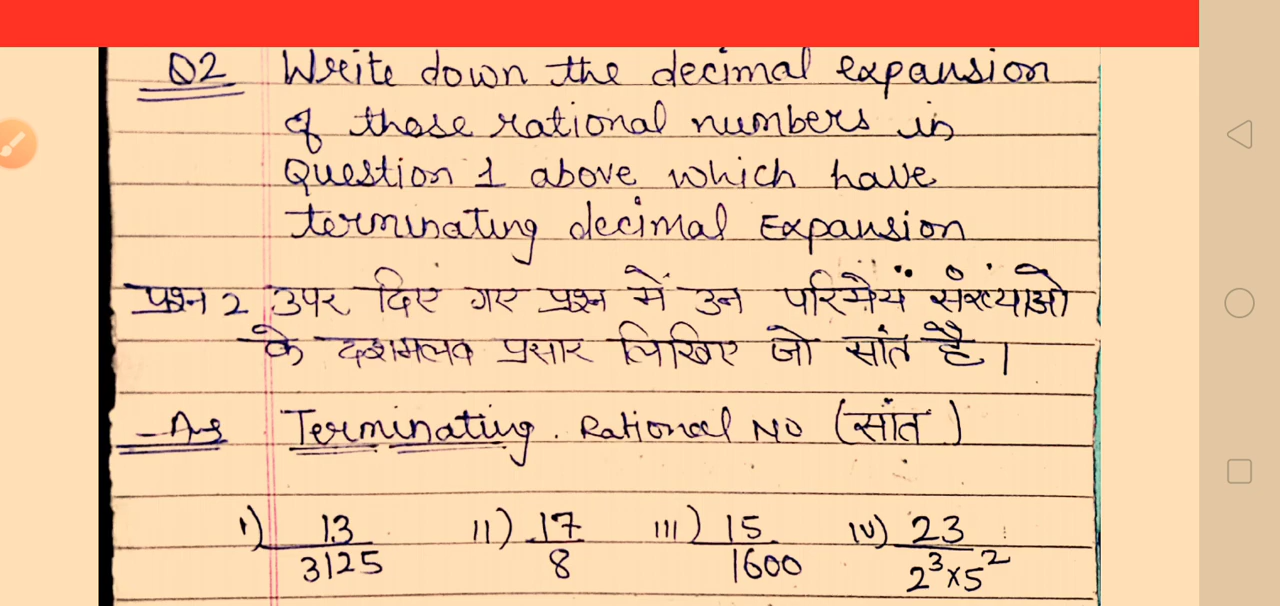 Q2 Write down the decimal expansion
of those rational numbers in
Question 1 above which have
terminating decimal Expansion
प्रश्न 2 उपर दिए गए प्रश्न में उन परिमेय संख्याओ
के दशमलव प्रसार लिखिए जो सांत है।
Ans Terminating. Rational No (सांत)
i) 13/3125 ii) 17/8 iii) 15/1600 iv) 23/2³x5²